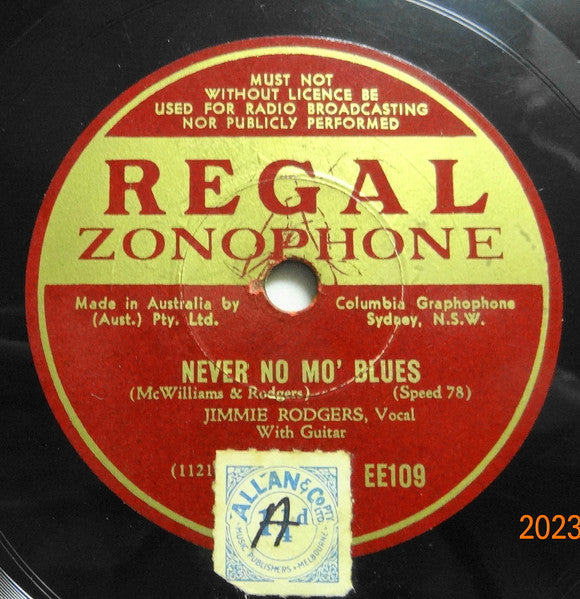 MUST NOT
WITHOUT LICENCE BE
USED FOR RADIO BROADCASTING
NOR PUBLICLY PERFORMED
REGAL
ZONOPHONE
Made in Australia by Columbia Graphophone
(Aust.) Pty. Ltd. Sydney, N.S.W.
NEVER NO MO' BLUES
(McWilliams & Rodgers) (Speed 78)
JIMMIE RODGERS, Vocal
With Guitar
(1121 EE109
ALLAN & CO. PTY. LTD.
A
d
MUSIC PUBLISHERS • MELBOURNE
2023